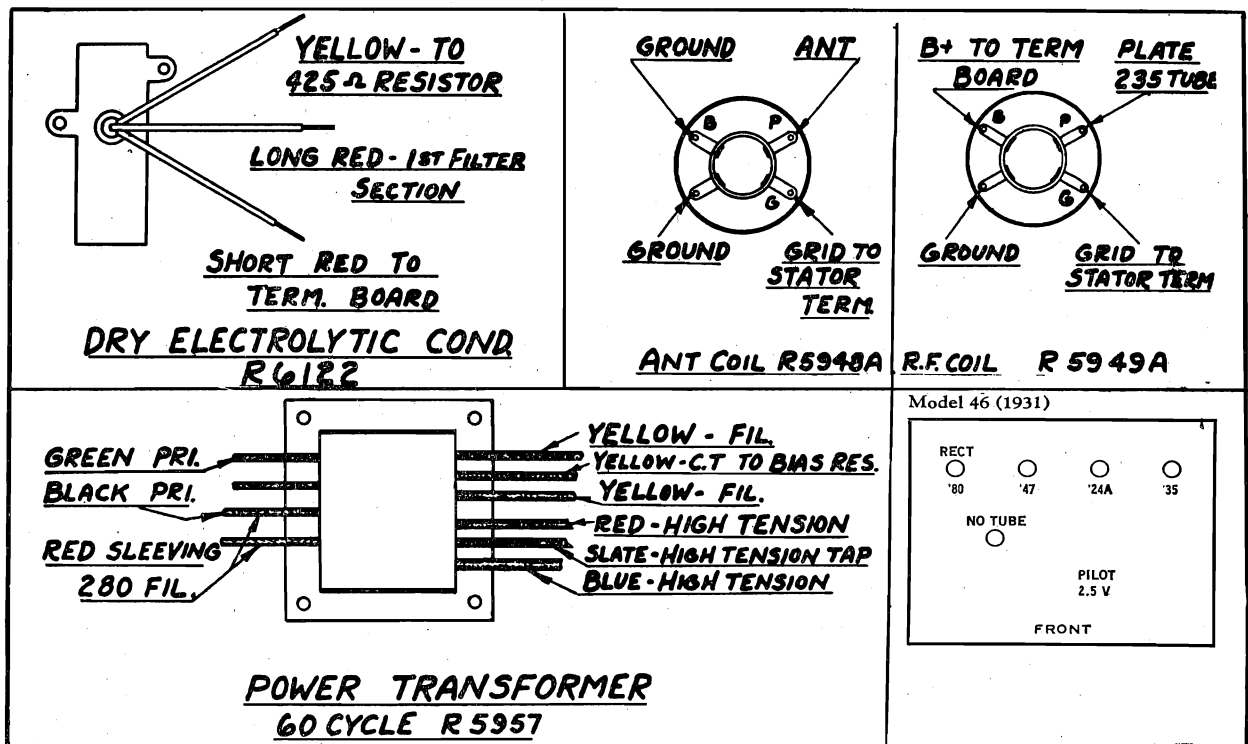 YELLOW - TO
425 Ω RESISTOR
LONG RED - 1ST FILTER
SECTION
SHORT RED TO
TERM. BOARD
DRY ELECTROLYTIC COND
R6122
GROUND
ANT
B
P
G
GROUND
GRID TO
STATOR
TERM.
ANT COIL R5948A
B+ TO TERM
BOARD
PLATE
235 TUBE
B
P
G
GROUND
GRID TO
STATOR TERM
R.F. COIL R 5949A
GREEN PRI.
BLACK PRI.
RED SLEEVING
280 FIL.
YELLOW - FIL.
YELLOW-C.T TO BIAS RES.
YELLOW - FIL.
RED-HIGH TENSION
SLATE-HIGH TENSION TAP
BLUE-HIGH TENSION
POWER TRANSFORMER
60 CYCLE R5957
Model 46 (1931)
RECT
'80
'47
'24A
'35
NO TUBE
PILOT
2.5 V
FRONT